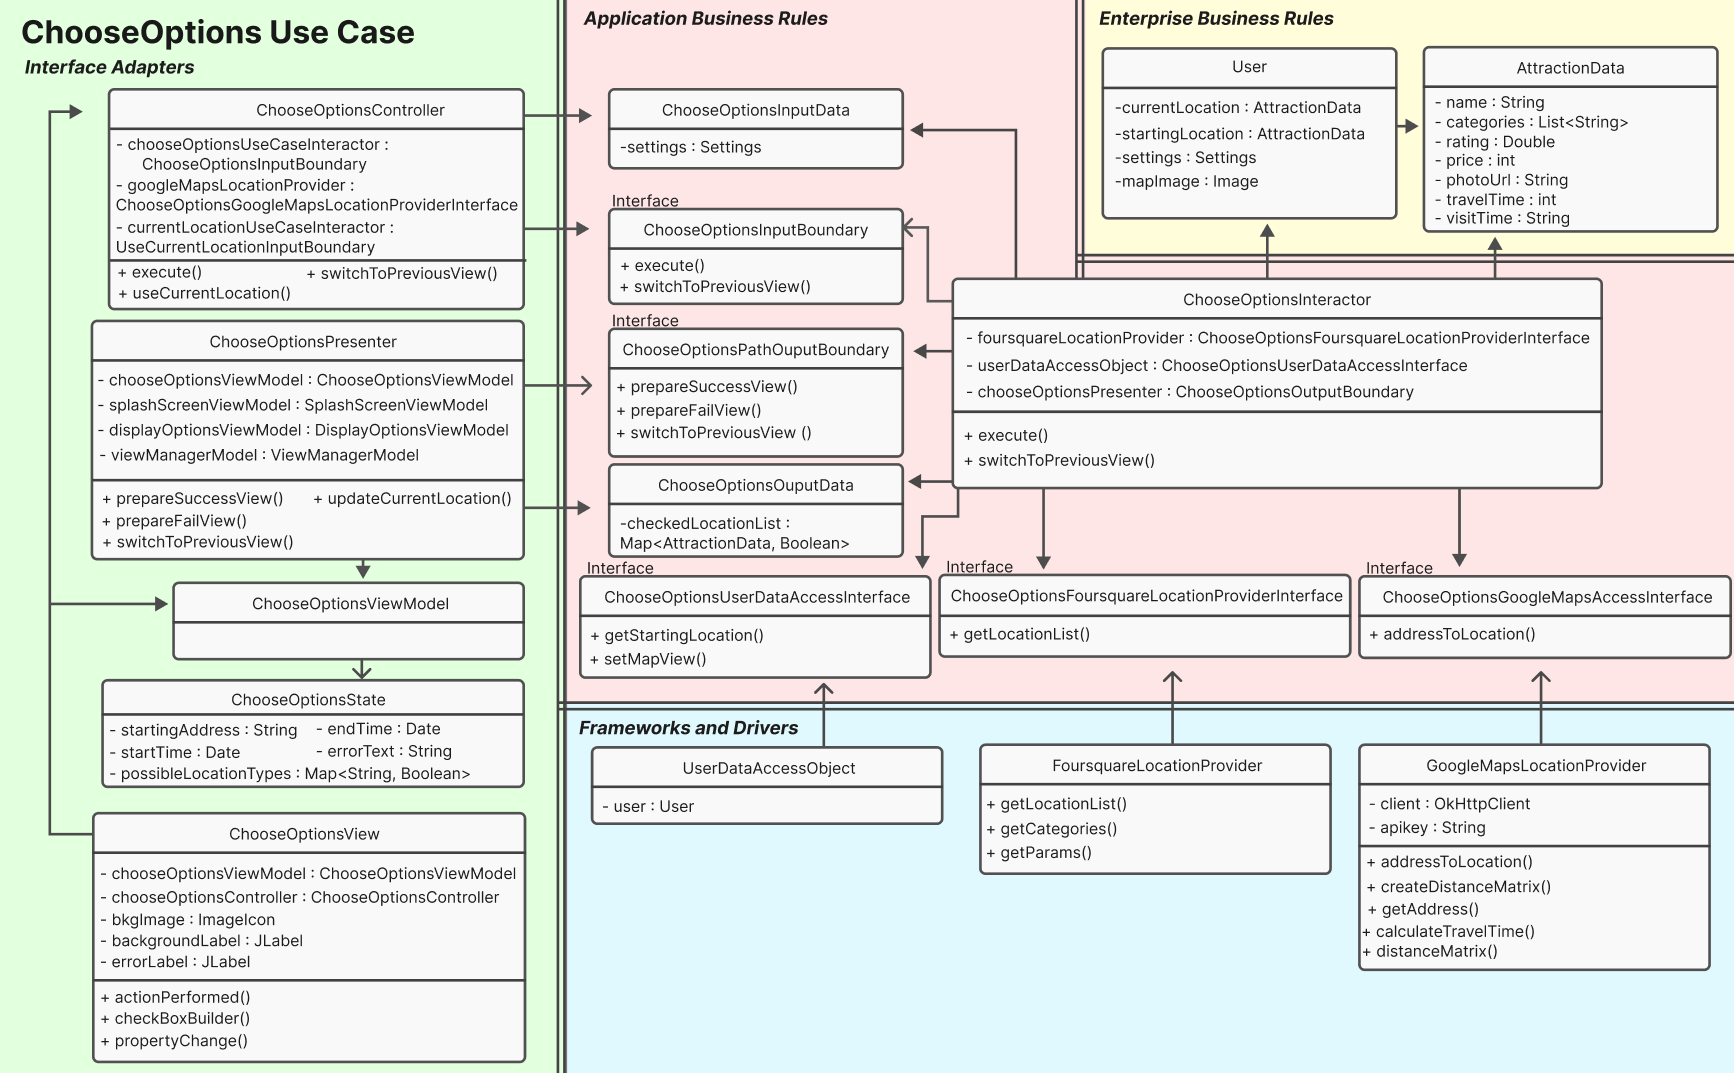 ChooseOptions Use Case
Interface Adapters
ChooseOptionsController
- chooseOptionsUseCaseInteractor :
ChooseOptionsInputBoundary
- googleMapsLocationProvider :
ChooseOptionsGoogleMapsLocationProviderInterface
- currentLocationUseCaseInteractor :
UseCurrentLocationInputBoundary
+ execute()
+ switchToPreviousView()
+ useCurrentLocation()
ChooseOptionsPresenter
- chooseOptionsViewModel : ChooseOptionsViewModel
- splashScreenViewModel : SplashScreenViewModel
- displayOptionsViewModel : DisplayOptionsViewModel
- viewManagerModel : ViewManagerModel
+ prepareSuccessView()
+ updateCurrentLocation()
+ prepareFailView()
+ switchToPreviousView()
ChooseOptionsViewModel
ChooseOptionsState
- startingAddress : String
- endTime : Date
- startTime : Date
- errorText : String
- possibleLocationTypes : Map<String, Boolean>
ChooseOptionsView
- chooseOptionsViewModel : ChooseOptionsViewModel
- chooseOptionsController : ChooseOptionsController
- bkgImage : ImageIcon
- backgroundLabel : JLabel
- errorLabel : JLabel
+ actionPerformed()
+ checkBoxBuilder()
+ propertyChange()
Application Business Rules
ChooseOptionsInputData
-settings : Settings
Interface
ChooseOptionsInputBoundary
+ execute()
+ switchToPreviousView()
Interface
ChooseOptionsPathOuputBoundary
+ prepareSuccessView()
+ prepareFailView()
+ switchToPreviousView ()
ChooseOptionsOuputData
-checkedLocationList :
Map<AttractionData, Boolean>
ChooseOptionsInteractor
- foursquareLocationProvider : ChooseOptionsFoursquareLocationProviderInterface
- userDataAccessObject : ChooseOptionsUserDataAccessInterface
- chooseOptionsPresenter : ChooseOptionsOutputBoundary
+ execute()
+ switchToPreviousView()
Interface
ChooseOptionsUserDataAccessInterface
+ getStartingLocation()
+ setMapView()
Interface
ChooseOptionsFoursquareLocationProviderInterface
+ getLocationList()
Interface
ChooseOptionsGoogleMapsAccessInterface
+ addressToLocation()
Enterprise Business Rules
User
-currentLocation : AttractionData
-startingLocation : AttractionData
-settings : Settings
-mapImage : Image
AttractionData
- name : String
- categories : List<String>
- rating : Double
- price : int
- photoUrl : String
- travelTime : int
- visitTime : String
Frameworks and Drivers
UserDataAccessObject
- user : User
FoursquareLocationProvider
+ getLocationList()
+ getCategories()
+ getParams()
GoogleMapsLocationProvider
- client : OkHttpClient
- apikey : String
+ addressToLocation()
+ createDistanceMatrix()
+ getAddress()
+ calculateTravelTime()
+ distanceMatrix()